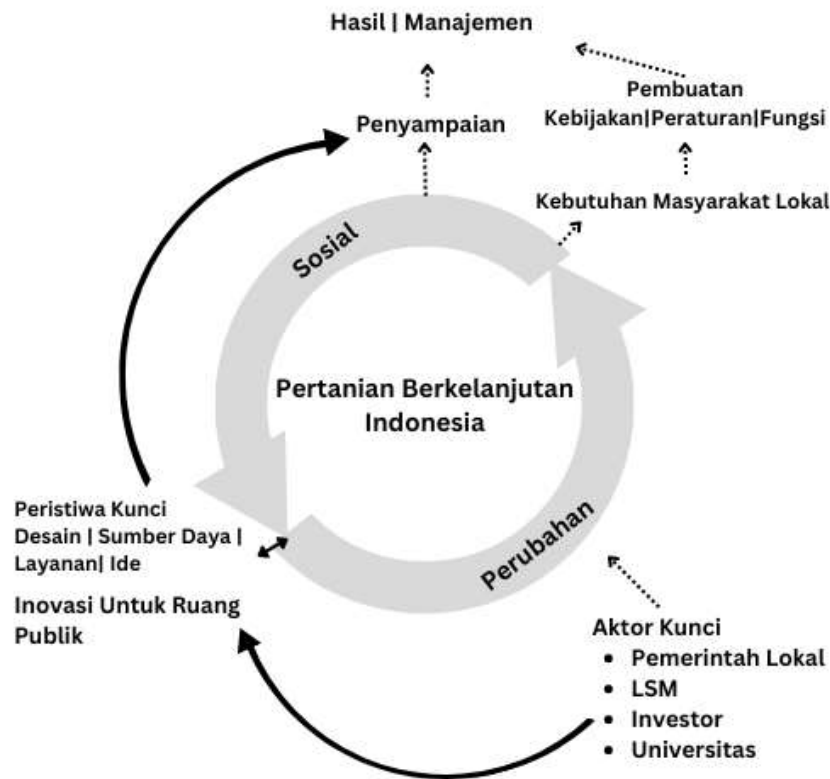 Hasil | Manajemen
Pembuatan
Kebijakan|Peraturan|Fungsi
Penyampaian
Kebutuhan Masyarakat Lokal
Sosial
Pertanian Berkelanjutan
Indonesia
Peristiwa Kunci
Desain | Sumber Daya |
Layanan| Ide
Perubahan
Inovasi Untuk Ruang
Publik
Aktor Kunci
• Pemerintah Lokal
• LSM
• Investor
• Universitas